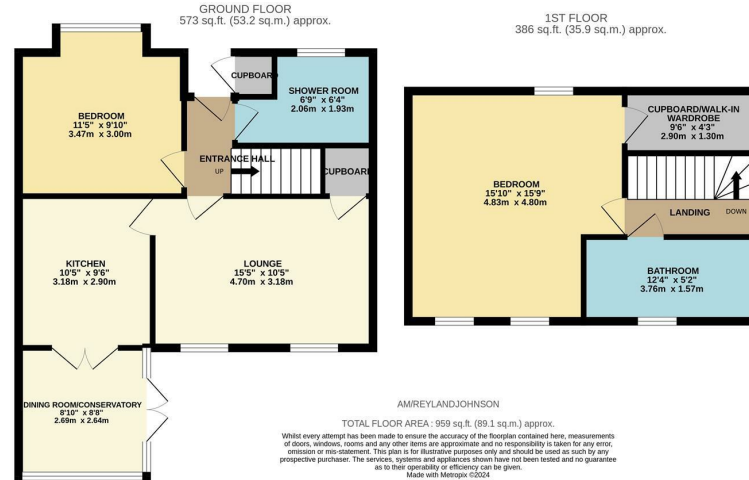 GROUND FLOOR
573 sq.ft. (53.2 sq.m.) approx.
BEDROOM
11'5" x 9'10"
3.47m x 3.00m
CUPBOARD
SHOWER ROOM
6'9" x 6'4"
2.06m x 1.93m
ENTRANCE HALL
UP
CUPBOARD
KITCHEN
10'5" x 9'6"
3.18m x 2.90m
LOUNGE
15'5" x 10'5"
4.70m x 3.18m
DINING ROOM/CONSERVATORY
8'10" x 8'8"
2.69m x 2.64m
1ST FLOOR
386 sq.ft. (35.9 sq.m.) approx.
BEDROOM
15'10" x 15'9"
4.83m x 4.80m
CUPBOARD/WALK-IN
WARDROBE
9'6" x 4'3"
2.90m x 1.30m
LANDING
DOWN
BATHROOM
12'4" x 5'2"
3.76m x 1.57m
AM/REYLANDJOHNSON
TOTAL FLOOR AREA : 959 sq.ft. (89.1 sq.m.) approx.
Whilst every attempt has been made to ensure the accuracy of the floorplan contained here, measurements
of doors, windows, rooms and any other items are approximate and no responsibility is taken for any error,
omission or mis-statement. This plan is for illustrative purposes only and should be used as such by any
prospective purchaser. The services, systems and appliances shown have not been tested and no guarantee
as to their operability or efficiency can be given.
Made with Metropix ©2024